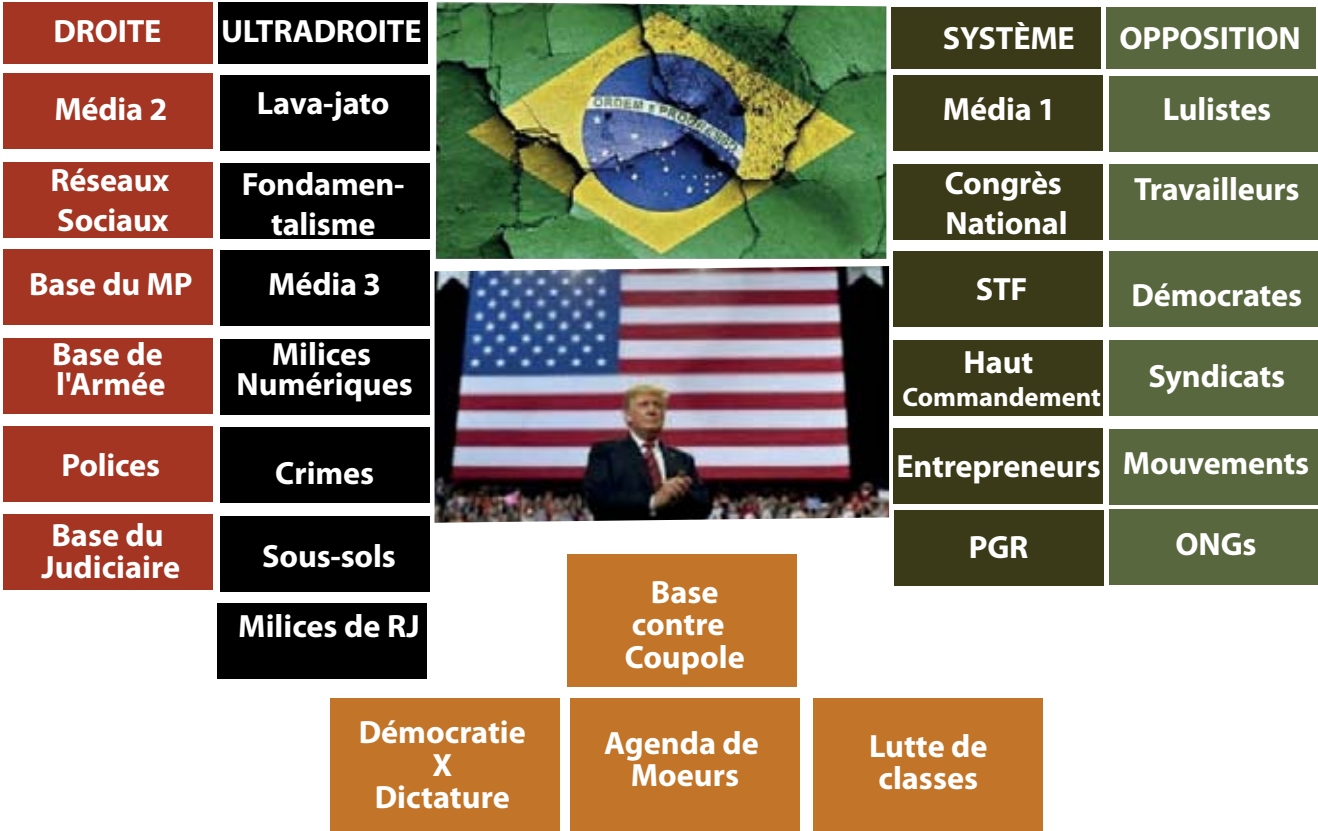 DROITE
ULTRADROITE
Média 2
Lava-jato
Réseaux
Sociaux
Fondamen-
talisme
Base du MP
Média 3
Base de
l'Armée
Milices
Numériques
Polices
Crimes
Base du
Judiciaire
Sous-sols
Milices de RJ
ORDEM E PROGRESSO
SYSTÈME
OPPOSITION
Média 1
Lulistes
Congrès
National
Travailleurs
STF
Démocrates
Haut
Commandement
Syndicats
Entrepreneurs
Mouvements
PGR
ONGs
Base
contre
Coupole
Démocratie
X
Dictature
Agenda de
Moeurs
Lutte de
classes